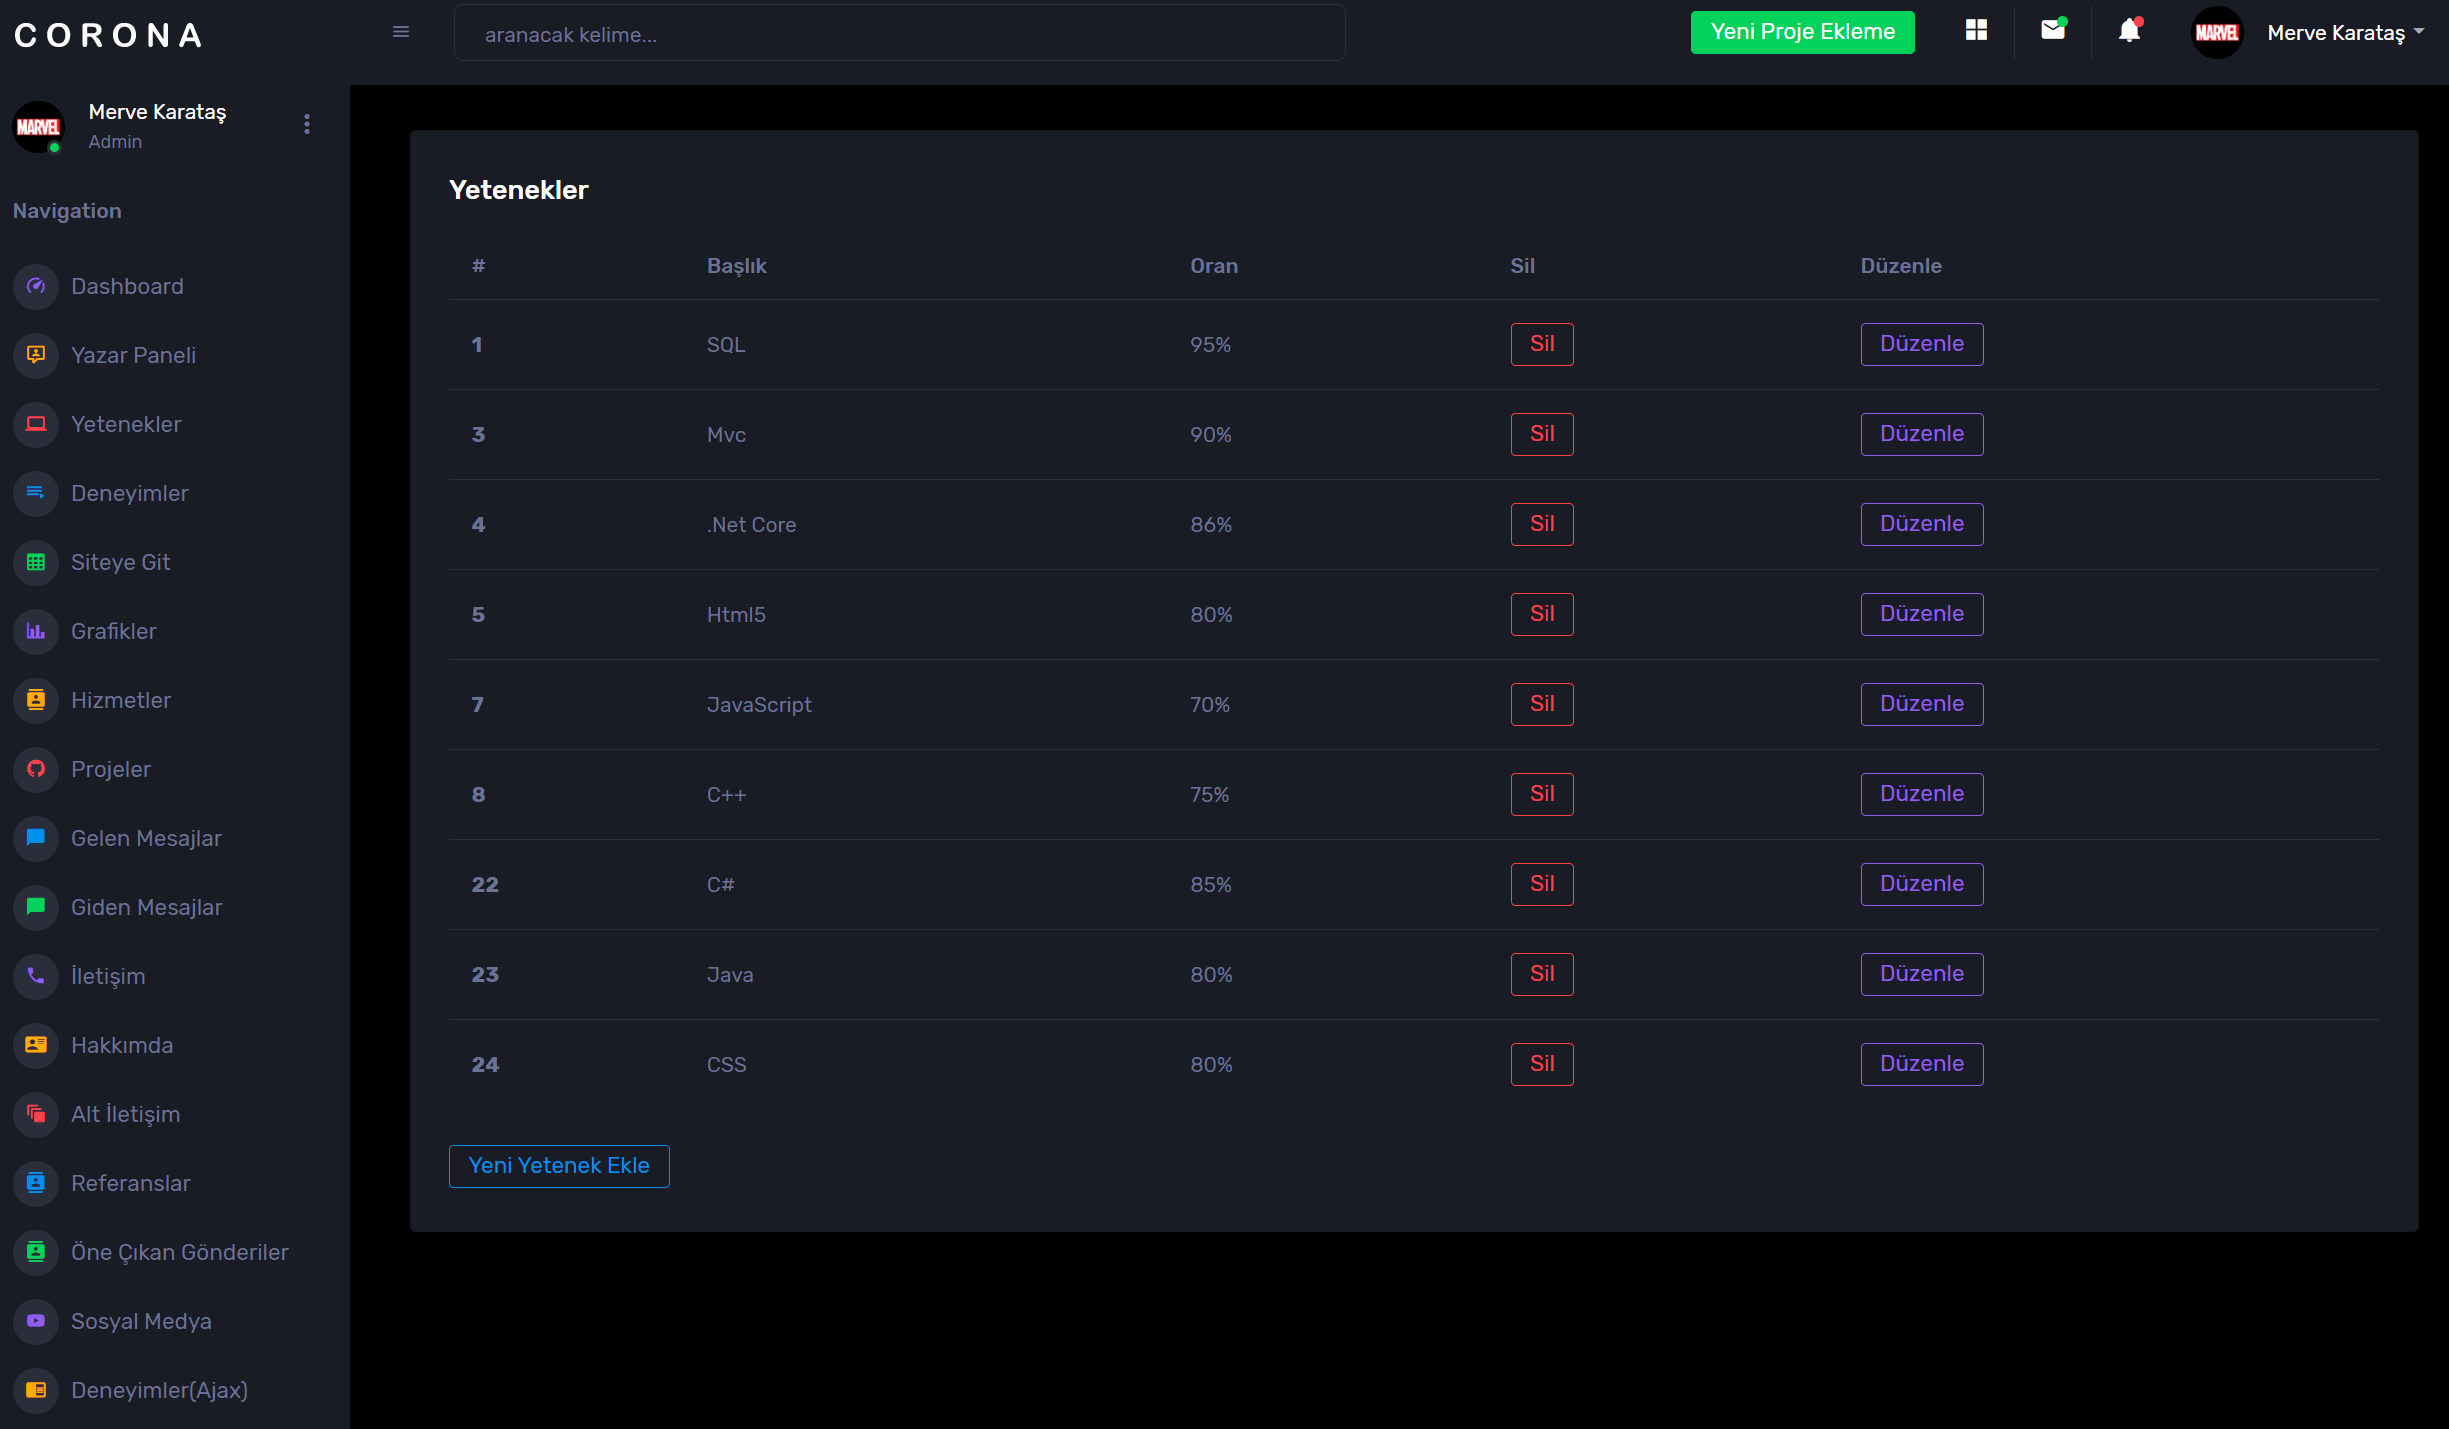 CORONA
aranacak kelime...
Yeni Proje Ekleme
MARVEL
Merve Karataş
MARVEL
Merve Karataş
Admin
Navigation
Dashboard
Yazar Paneli
Yetenekler
Deneyimler
Siteye Git
Grafikler
Hizmetler
Projeler
Gelen Mesajlar
Giden Mesajlar
İletişim
Hakkımda
Alt İletişim
Referanslar
Öne Çıkan Gönderiler
Sosyal Medya
Deneyimler(Ajax)
Yetenekler
# Başlık Oran Sil Düzenle
1 SQL 95% Sil Düzenle
3 Mvc 90% Sil Düzenle
4 .Net Core 86% Sil Düzenle
5 Html5 80% Sil Düzenle
7 JavaScript 70% Sil Düzenle
8 C++ 75% Sil Düzenle
22 C# 85% Sil Düzenle
23 Java 80% Sil Düzenle
24 CSS 80% Sil Düzenle
Yeni Yetenek Ekle